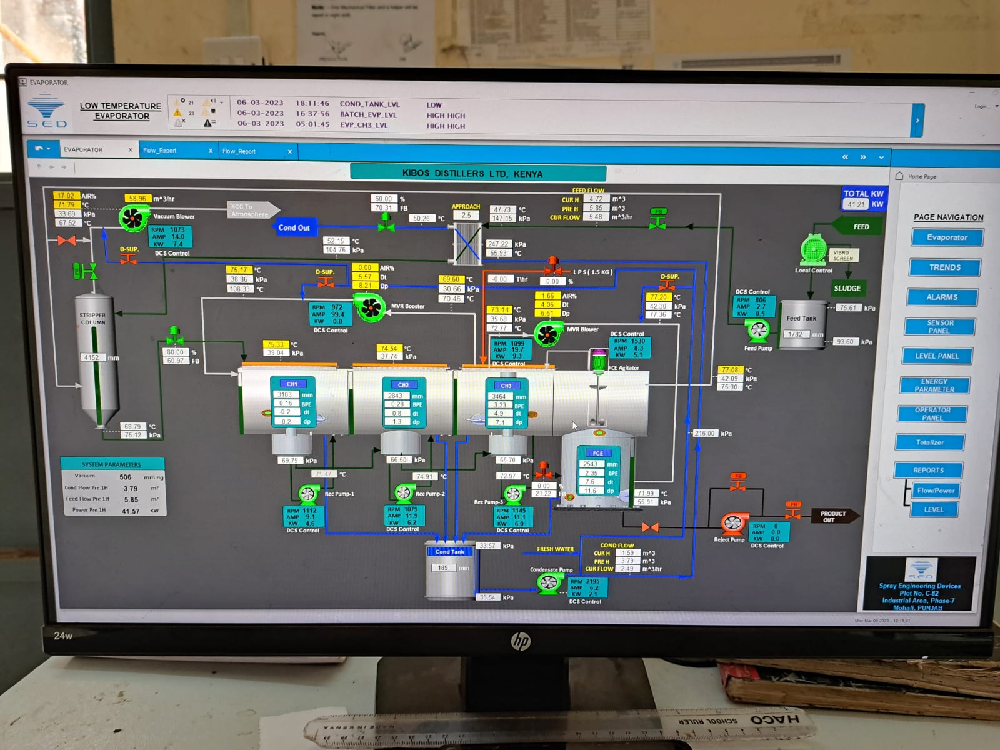 Note: - One Mechanical Fitter and a helper will be
EVAPORATOR
SED
LOW TEMPERATURE
EVAPORATOR
21
23
06-03-2023 18:11:46 COND_TANK_LVL LOW
06-03-2023 16:37:56 BATCH_EVP_LVL HIGH HIGH
06-03-2023 05:01:45 EVP_CH3_LVL HIGH HIGH
Login...
EVAPORATOR x
Flow_Report x
Flow_Report x
KIBOS DISTILLERS LTD, KENYA
Home Page
17.02 AIR%
71.79 °C
33.69 kPa
67.52 °C
58.96 m^3/hr
Vacuum Blower
RPM 1073
AMP 14.0
KW 7.4
DCS Control
NCG To
Atmosphere
Cond Out
60.00 %
70.31 FB
50.26 °C
APPROACH
2.5
47.73 °C
147.15 kPa
FEED FLOW
CUR H 4.72 m^3
PRE H 5.85 m^3
CUR FLOW 5.48 m^3/hr
FB
TOTAL KW
41.21 KW
FEED
VIBRO
SCREEN
Local Control
SLUDGE
52.15 °C
104.76 kPa
247.22 kPa
65.93 °C
D-SUP.
FB
75.17 °C
38.86 kPa
108.33 °C
D-SUP.
0.00 AIR%
5.57 Dt
8.21 Dp
69.60 °C
30.66 kPa
70.46 °C
-0.00 T\hr
L P S ( 1.5 KG )
0.00 %
D-SUP.
77.20 °C
42.30 kPa
77.36 °C
RPM 972
AMP 99.4
KW 0.0
DCS Control
MVR Booster
73.14 °C
35.68 kPa
72.77 °C
1.66 AIR%
4.06 Dt
6.61 Dp
MVR Blower
RPM 1099
AMP 19.7
KW 9.3
DCS Control
DCS Control
RPM 1530
AMP 8.3
KW 5.1
FCE Agitator
DCS Control
RPM 806
AMP 2.7
KW 0.5
Feed Pump
Feed Tank
1782 mm
75.61 kPa
93.60 kPa
STRIPPER
COLUMN
H
4152 mm
80.00 %
60.97 FB
75.33 °C
39.04 kPa
74.54 °C
37.74 kPa
77.08 °C
42.09 kPa
75.30 °C
CH1
3103 mm
0.16 BPE
-0.2 dt
-0.2 dp
CH2
2843 mm
0.28 BPE
0.8 dt
1.3 dp
CH3
3464 mm
3.33 BPE
4.9 dt
7.1 dp
68.79 °C
75.12 kPa
216.00 kPa
69.79 kPa
66.50 kPa
65.70 kPa
FCE
2543 mm
2.35 BPE
7.6 dt
11.6 dp
75.47 °C
74.91 °C
72.97 °C
0.00 %
21.22 FB
71.99 °C
55.91 kPa
Rec Pump-1
RPM 1112
AMP 9.1
KW 4.6
DCS Control
Rec Pump-2
RPM 1079
AMP 11.9
KW 6.2
DCS Control
Rec Pump-3
RPM 1145
AMP 11.1
KW 6.0
DCS Control
SYSTEM PARAMETERS
Vacuum 506 mm Hg
Cond Flow Pre 1H 3.79 m³
Feed Flow Pre 1H 5.85 m³
Power Pre 1H 41.57 KW
FB
FB
PRODUCT
OUT
Reject Pump
RPM 0
AMP 0.0
KW 0.0
DCS Control
Cond Tank
189 mm
33.57 kPa
35.54 kPa
FRESH WATER
COND FLOW
CUR H 1.59 m^3
PRE H 3.79 m^3
CUR FLOW 2.49 m^3/hr
Condensate Pump
RPM 2195
AMP 6.2
KW 2.1
DCS Control
PAGE NAVIGATION
Evaporator
TRENDS
ALARMS
SENSOR
PANEL
LEVEL PANEL
ENERGY
PARAMETER
OPERATOR
PANEL
Totalizer
REPORTS
Flow/Power
LEVEL
SED
Spray Engineering Devices
Plot No. C-82
Industrial Area, Phase-7
Mohali, PUNJAB
Mon Mar 06 2023 - 18:16:41
24w
hp
HACO
SCHOOL RULER
MADE IN KENYA